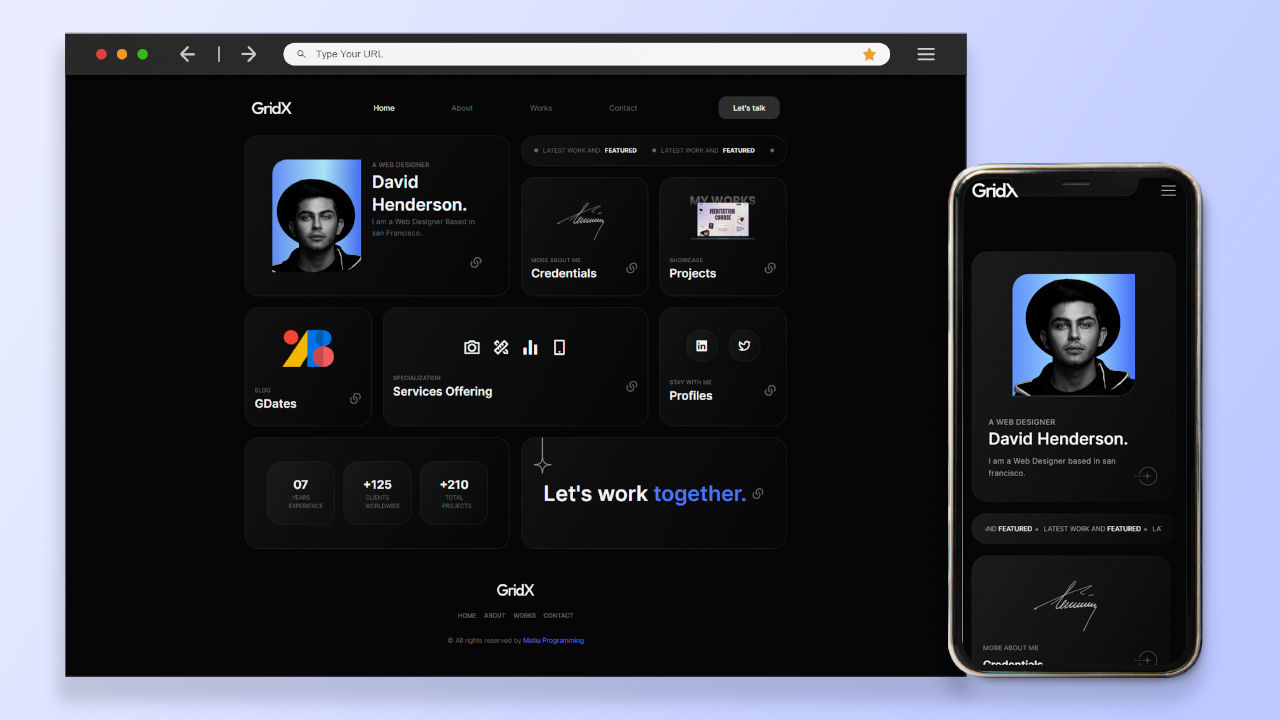 Type Your URL
GridX
Home
About
Works
Contact
Let's talk
A WEB DESIGNER
David
Henderson.
I am a Web Designer Based in
san Francisco.
LATEST WORK AND FEATURED
LATEST WORK AND FEATURED
MORE ABOUT ME
Credentials
MY WORKS
MEDITATION
COURSE
SHOWCASE
Projects
BLOG
GDates
SPECIALIZATION
Services Offering
in
STAY WITH ME
Profiles
07
YEARS
EXPERIENCE
+125
CLIENTS
WORLDWIDE
+210
TOTAL
PROJECTS
Let's work together.
GridX
HOME ABOUT WORKS CONTACT
© All rights reserved by Matiu Programming
GridX
A WEB DESIGNER
David Henderson.
I am a Web Designer based in san
francisco.
ND FEATURED LATEST WORK AND FEATURED LAT
MORE ABOUT ME
Credentials